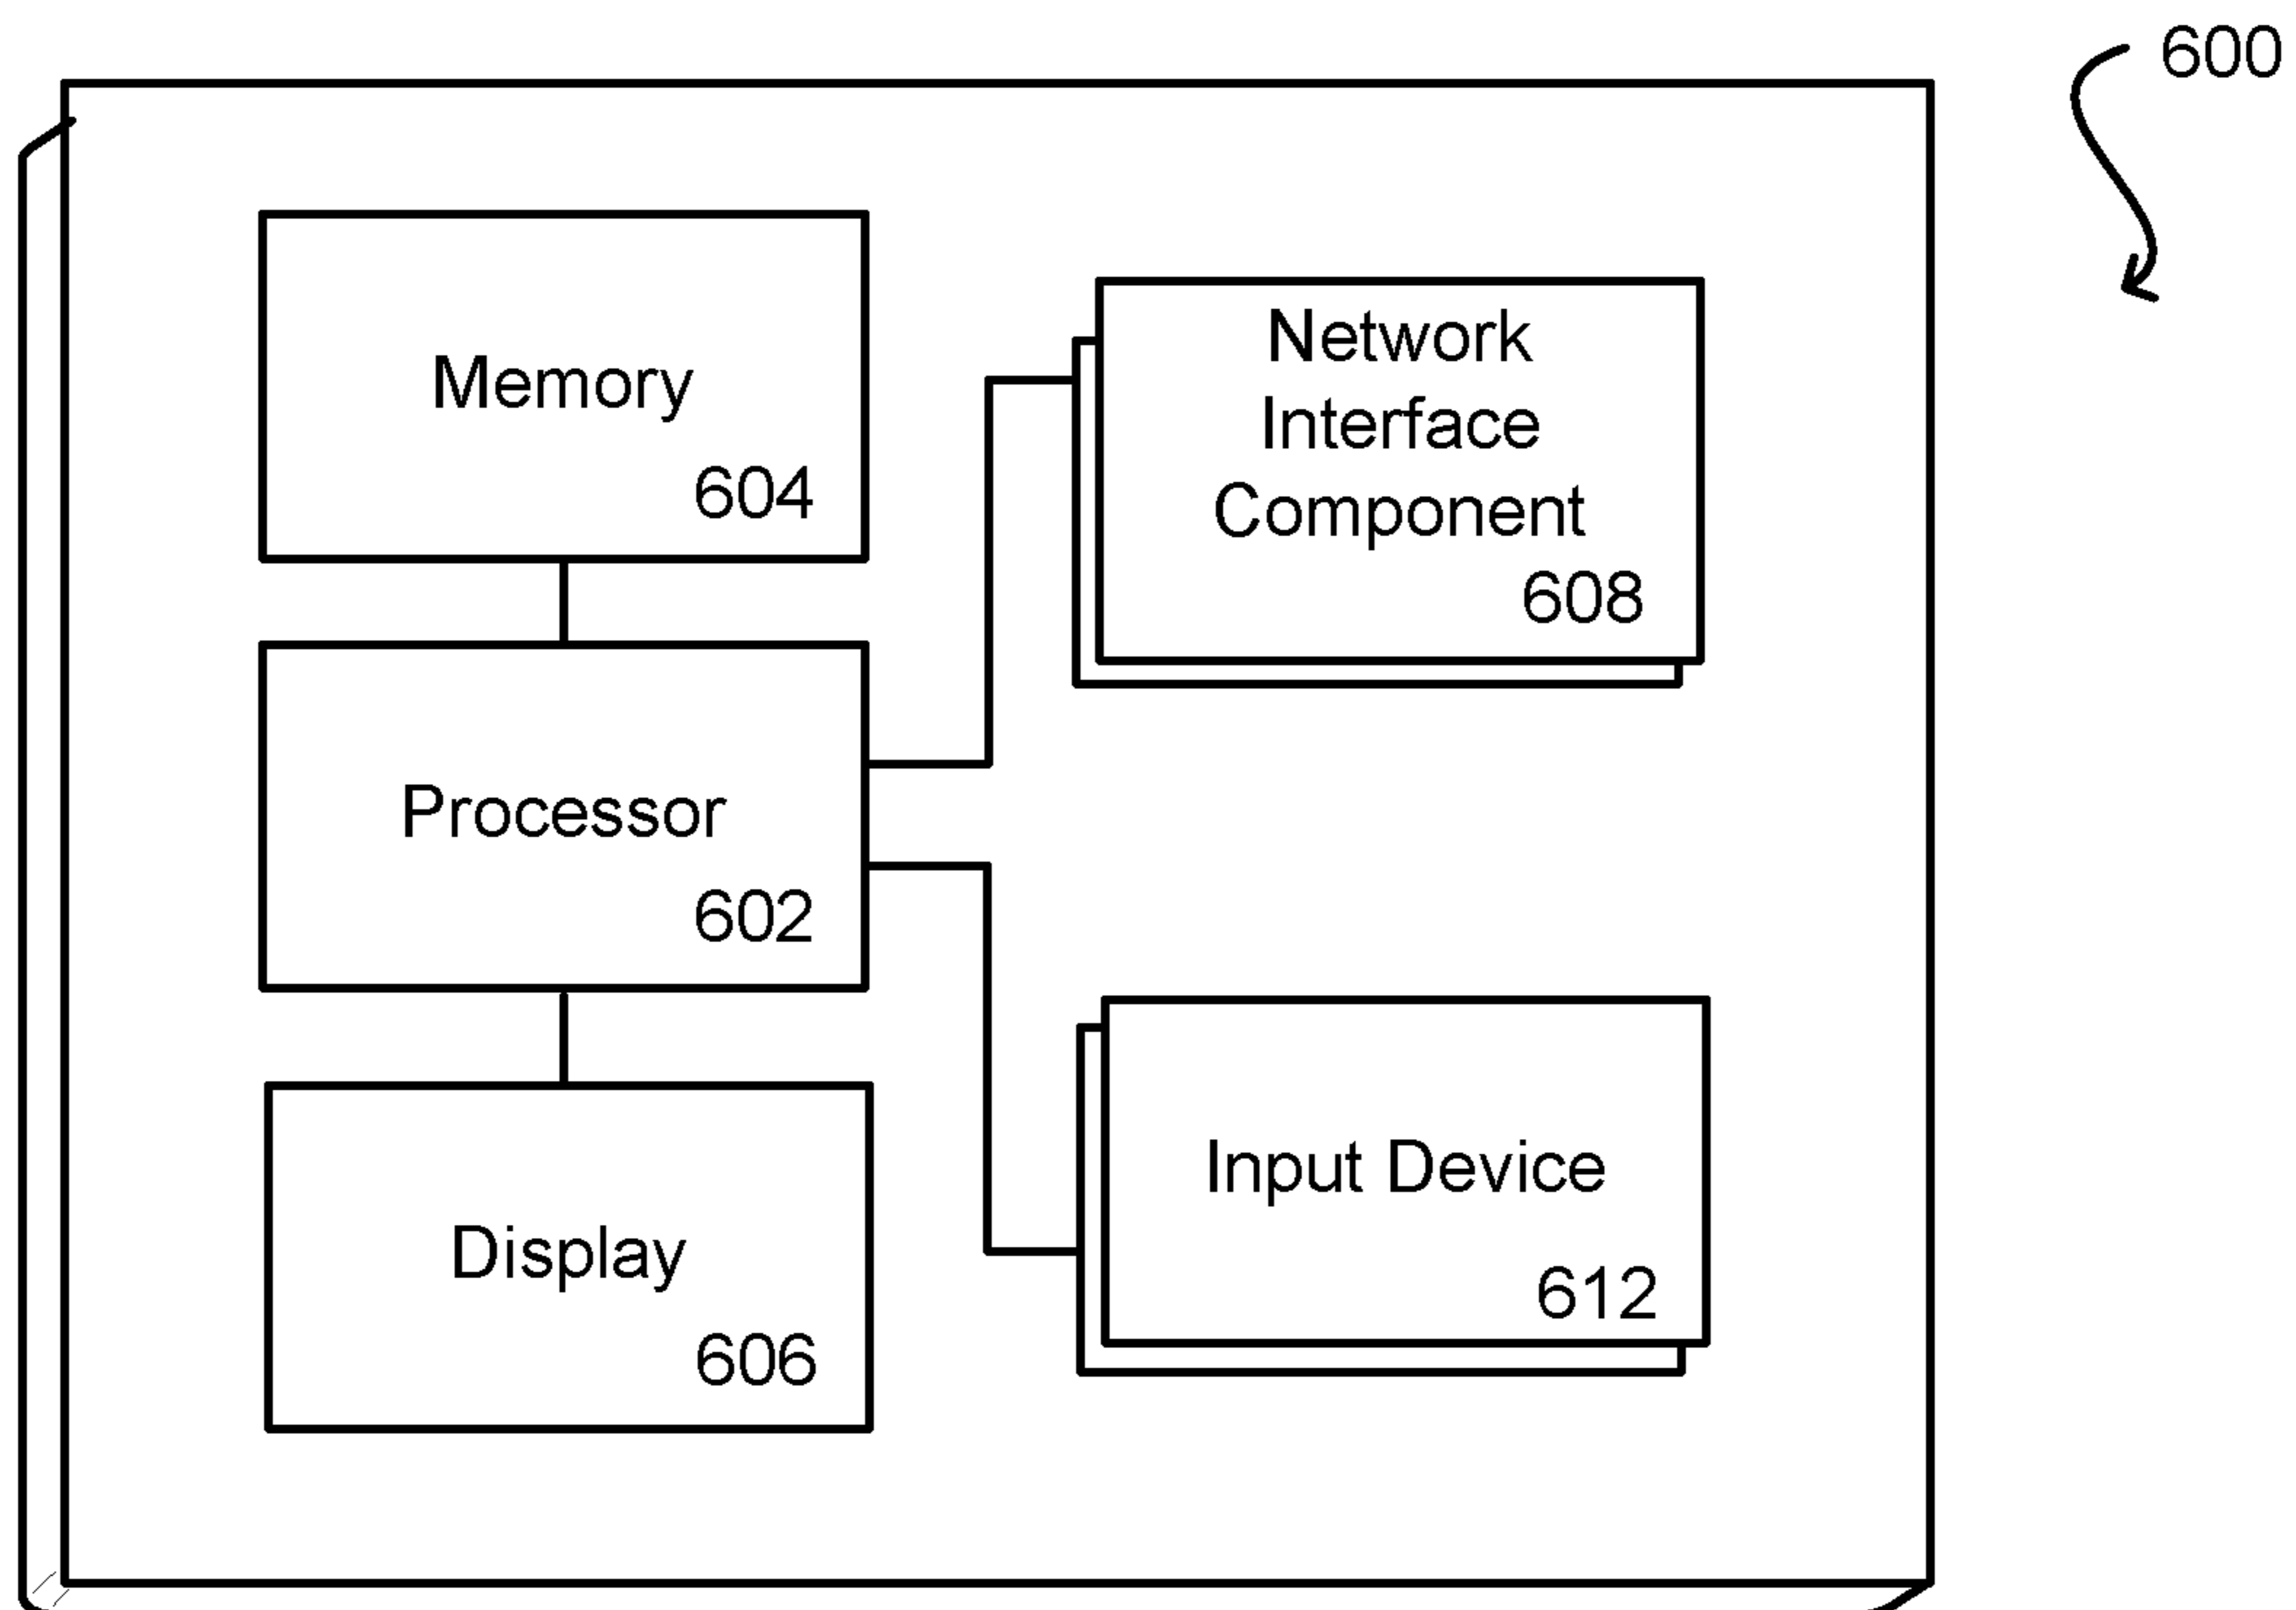 600
Memory
604
Network
Interface
Component
608
Processor
602
Input Device
612
Display
606